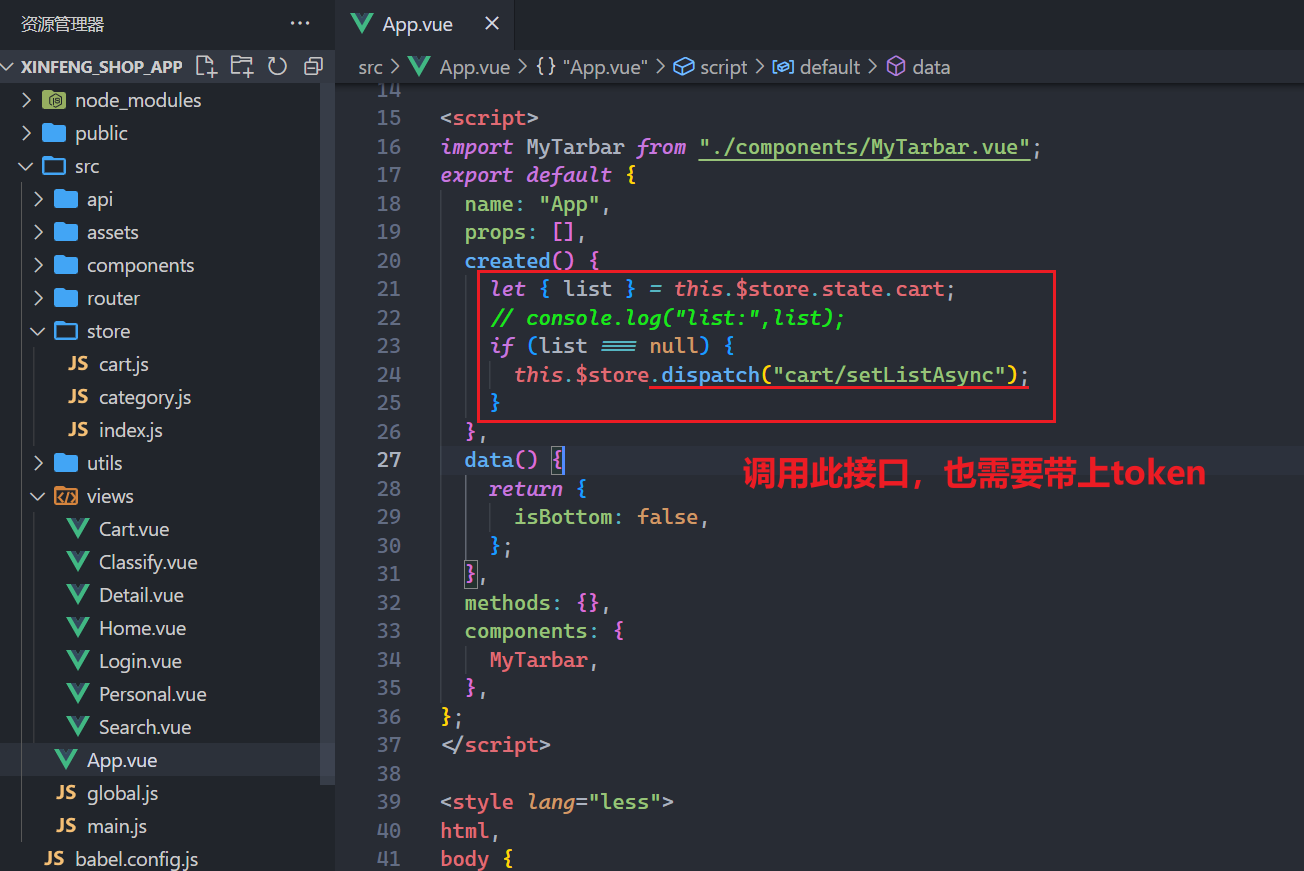 资源管理器
XINFENG_SHOP_APP
node_modules
public
src
api
assets
components
router
store
JS cart.js
JS category.js
JS index.js
utils
views
Cart.vue
Classify.vue
Detail.vue
Home.vue
Login.vue
Personal.vue
Search.vue
App.vue
JS global.js
JS main.js
JS babel.config.js
App.vue
src > App.vue > {} "App.vue" > script > default > data
14
15 <script>
16 import MyTarbar from "./components/MyTarbar.vue";
17 export default {
18 name: "App",
19 props: [],
20 created() {
21 let { list } = this.$store.state.cart;
22 // console.log("list:",list);
23 if (list === null) {
24 this.$store.dispatch("cart/setListAsync");
25 }
26 },
27 data() {
调用此接口，也需要带上token
28 return {
29 isBottom: false,
30 };
31 },
32 methods: {},
33 components: {
34 MyTarbar,
35 },
36 };
37 </script>
38
39 <style lang="less">
40 html,
41 body {